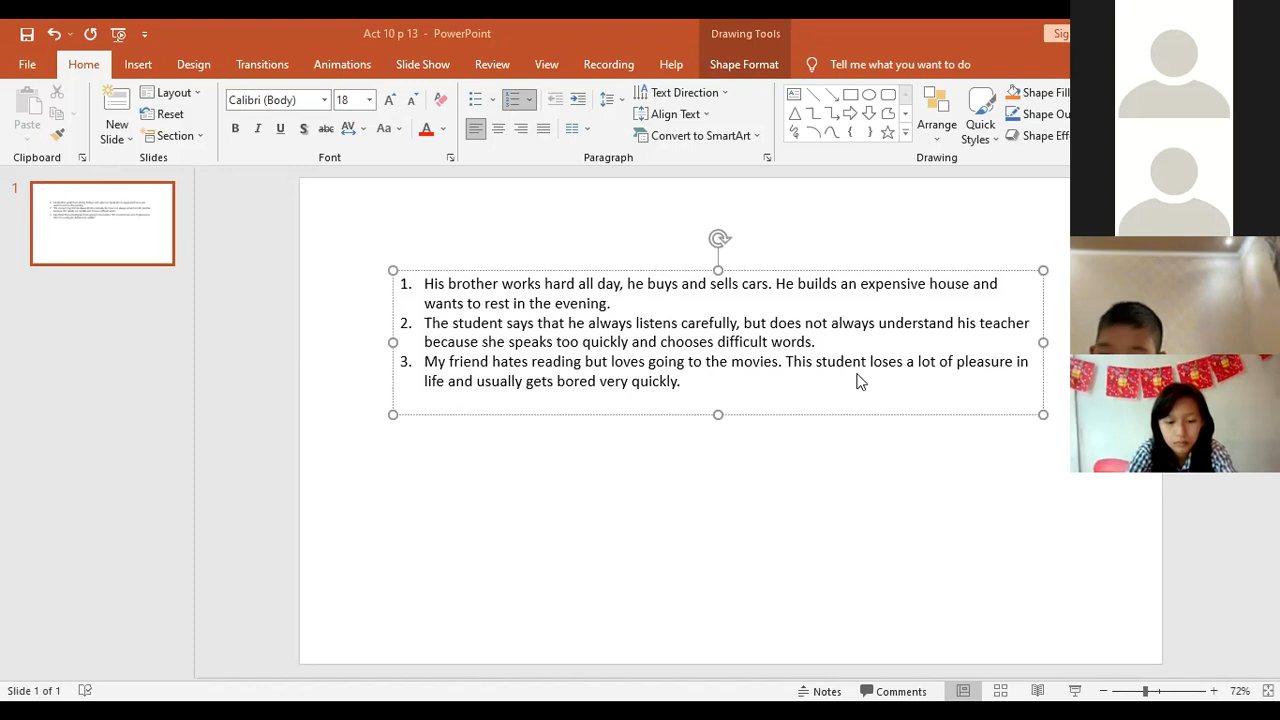 Act 10 p 13 - PowerPoint
Drawing Tools
File Home Insert Design Transitions Animations Slide Show Review View Recording Help Shape Format Tell me what you want to do
Paste
New Slide
Layout
Reset
Section
Calibri (Body) 18
Text Direction
Align Text
Convert to SmartArt
Arrange
Quick Styles
Clipboard Slides Font Paragraph Drawing
1
1. His brother works hard all day, he buys and sells cars. He builds an expensive house and
wants to rest in the evening.
2. The student says that he always listens carefully, but does not always understand his teacher
because she speaks too quickly and chooses difficult words.
3. My friend hates reading but loves going to the movies. This student loses a lot of pleasure in
life and usually gets bored very quickly.
Slide 1 of 1
Notes Comments 72%